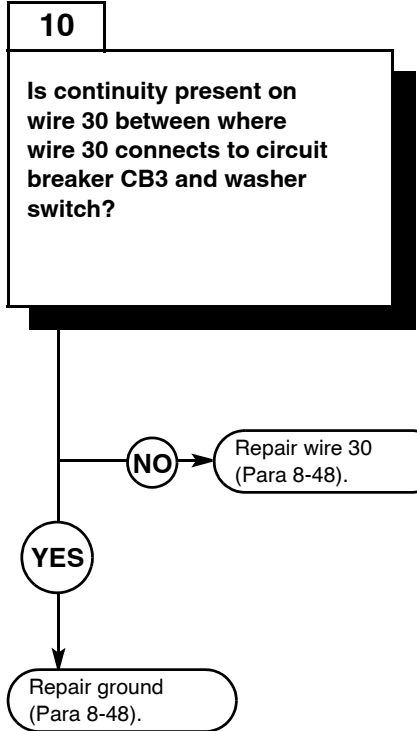 10
Is continuity present on
wire 30 between where
wire 30 connects to circuit
breaker CB3 and washer
switch?
NO
Repair wire 30
(Para 8-48).
YES
Repair ground
(Para 8-48).